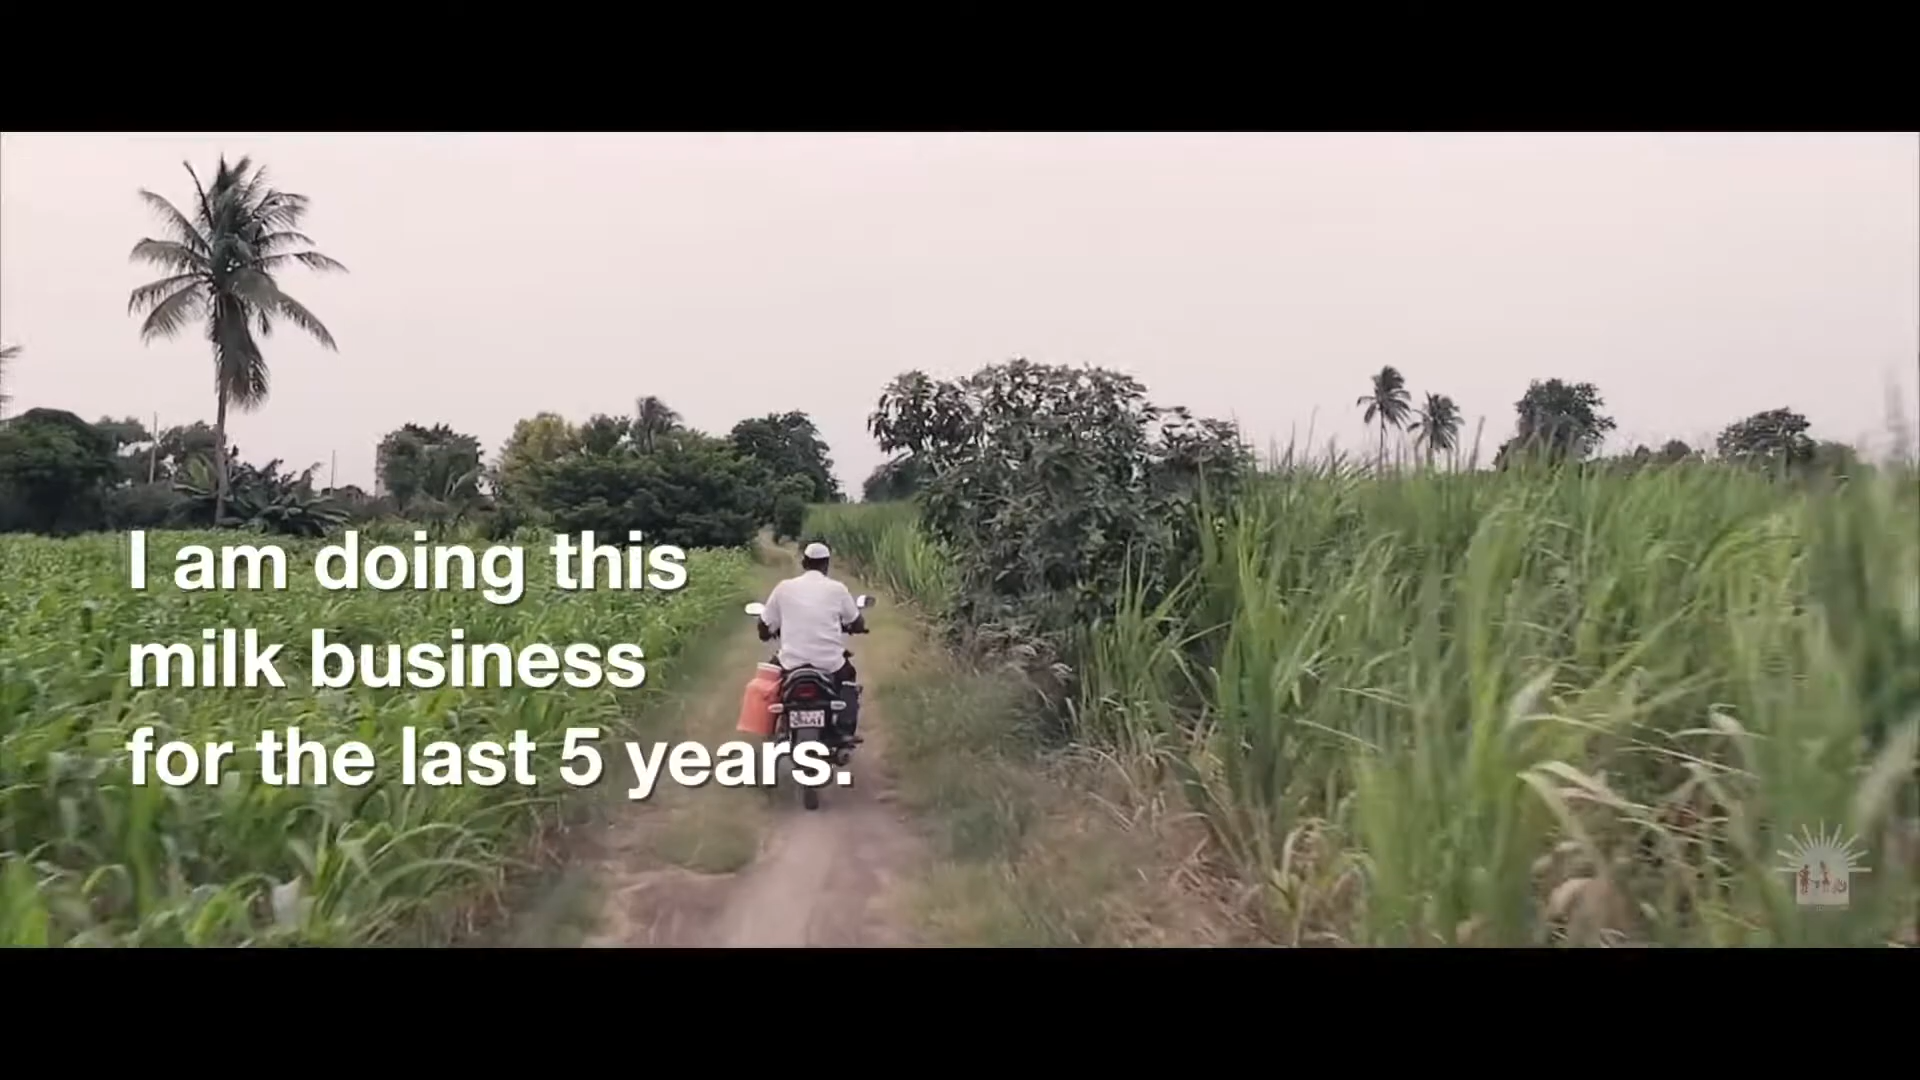 I am doing this
milk business
for the last 5 years.